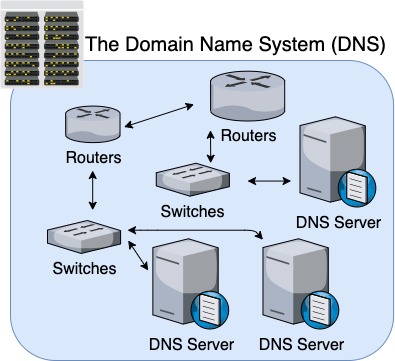 The Domain Name System (DNS)
Routers
Routers
Switches
DNS Server
Switches
DNS Server
DNS Server